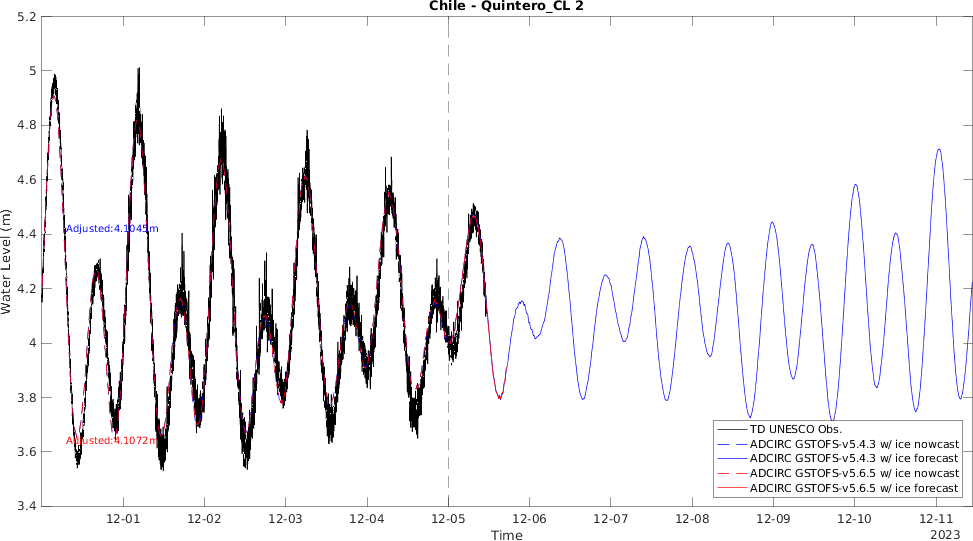 Chile - Quintero_CL 2
5.2
5
4.8
4.6
4.4
4.2
4
3.8
3.6
3.4
Water Level (m)
Adjusted:4.1045m
Adjusted:4.1072m
TD UNESCO Obs.
ADCIRC GSTOFS-v5.4.3 w/ ice nowcast
ADCIRC GSTOFS-v5.4.3 w/ ice forecast
ADCIRC GSTOFS-v5.6.5 w/ ice nowcast
ADCIRC GSTOFS-v5.6.5 w/ ice forecast
12-01 12-02 12-03 12-04 12-05 12-06 12-07 12-08 12-09 12-10 12-11
Time
2023